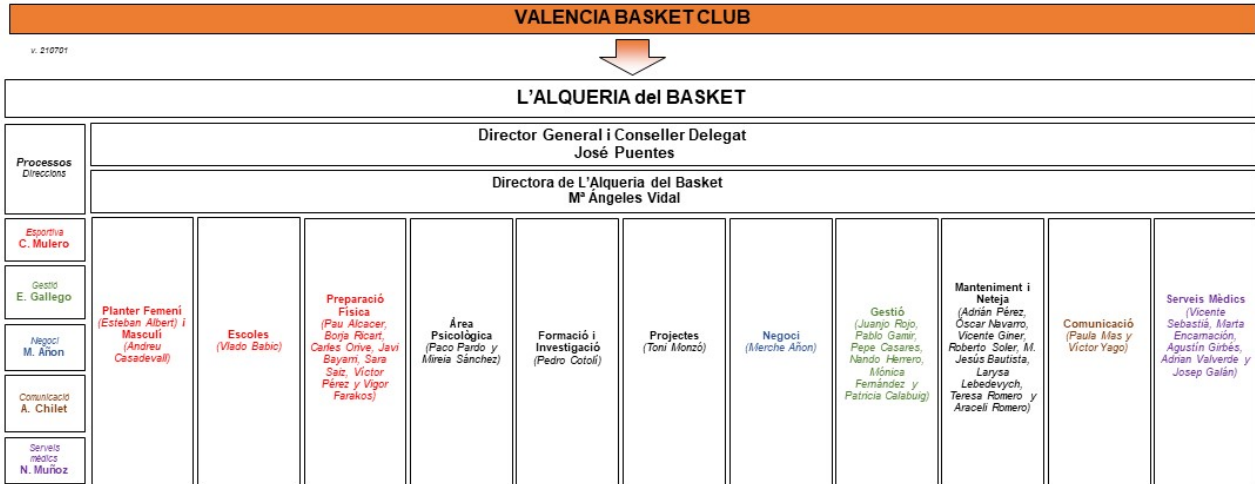 VALENCIA BASKET CLUB
v. 210701
L'ALQUERIA del BASKET
Processos
Direccions
Director General i Conseller Delegat
José Puentes
Directora de L'Alqueria del Basket
Mª Ángeles Vidal
Esportiva
C. Mulero
Gestió
E. Gallego
Negoci
M. Añon
Comunicació
A. Chilet
Serveis
mèdics
N. Muñoz
Planter Femení
(Esteban Albert) i
Masculí
(Andreu
Casadevall)
Escoles
(Vlado Babic)
Preparació
Física
(Pau Alcacer,
Borja Ricart,
Carles Orive, Javi
Bayarri, Sara
Saiz, Víctor
Pérez y Vigor
Farakos)
Área
Psicológica
(Paco Pardo y
Mireia Sánchez)
Formació i
Investigació
(Pedro Cotolí)
Projectes
(Toni Monzó)
Negoci
(Merche Añon)
Gestió
(Juanjo Rojo,
Pablo Gamir,
Pepe Casares,
Nando Herrero,
Mónica
Fernández y
Patricia Calabuig)
Manteniment i
Neteja
(Adrián Pérez,
Óscar Navarro,
Vicente Giner,
Roberto Soler, M.
Jesús Bautista,
Larysa
Lebedevych,
Teresa Romero y
Araceli Romero)
Comunicació
(Paula Mas y
Víctor Yago)
Serveis Mèdics
(Vicente
Sebastiá, Marta
Encarnación,
Agustín Girbés,
Adrian Valverde y
Josep Galán)